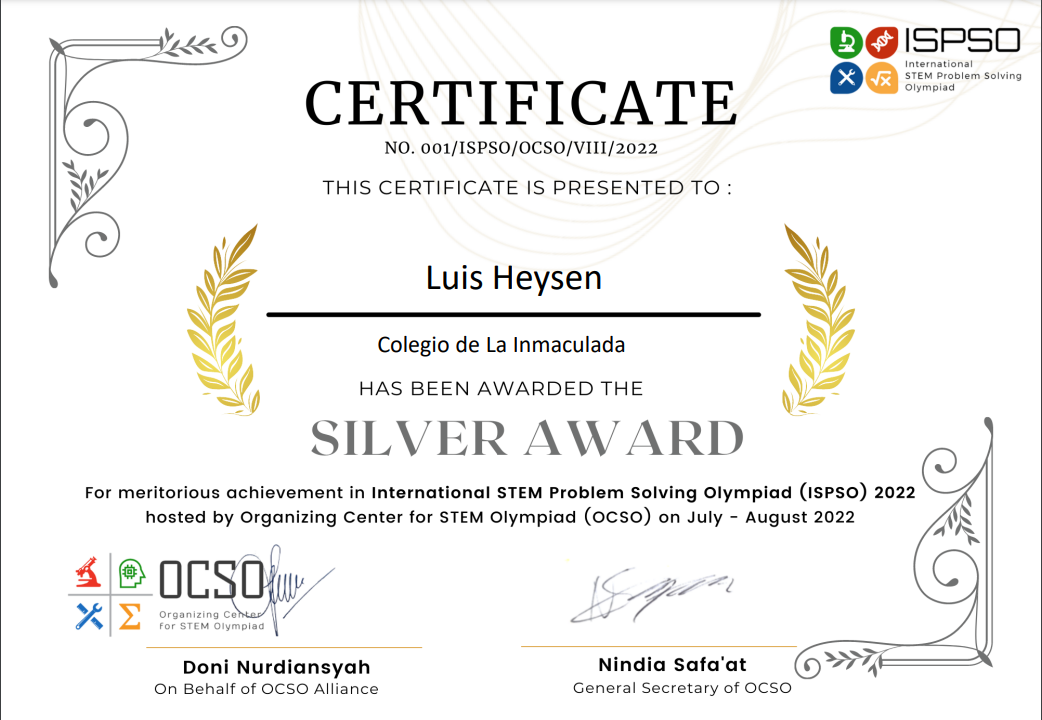 ISPSO
International
STEM Problem Solving
Olympiad
CERTIFICATE
NO. 001/ISPSO/OCSO/VIII/2022
THIS CERTIFICATE IS PRESENTED TO :
Luis Heysen
Colegio de La Inmaculada
HAS BEEN AWARDED THE
SILVER AWARD
For meritorious achievement in International STEM Problem Solving Olympiad (ISPSO) 2022
hosted by Organizing Center for STEM Olympiad (OCSO) on July - August 2022
OCSO
Organizing Center
for STEM Olympiad
Doni Nurdiansyah
On Behalf of OCSO Alliance
Nindia Safa'at
General Secretary of OCSO